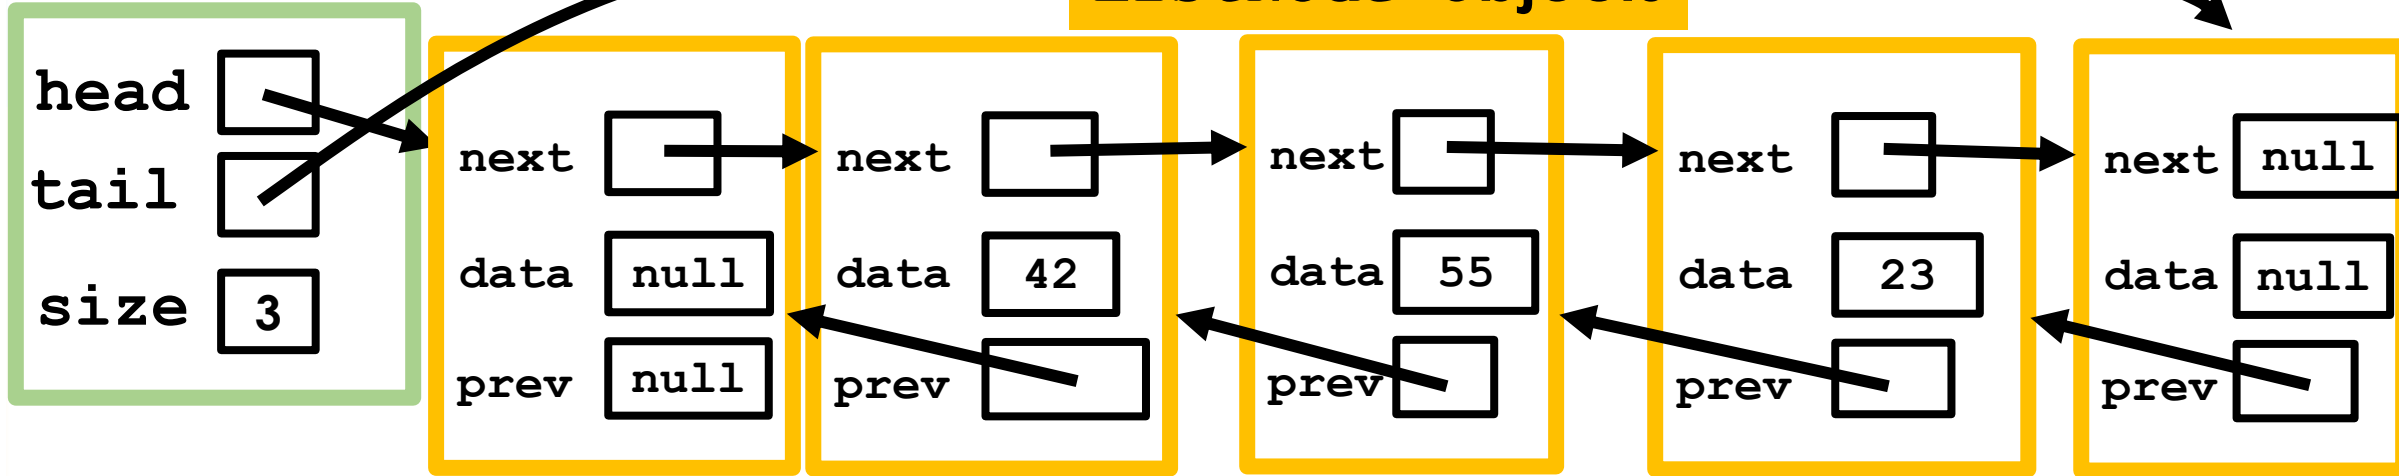 head
tail
size 3
next
data null
prev null
next
data 42
prev
next
data 55
prev
next
data 23
prev
next null
data null
prev